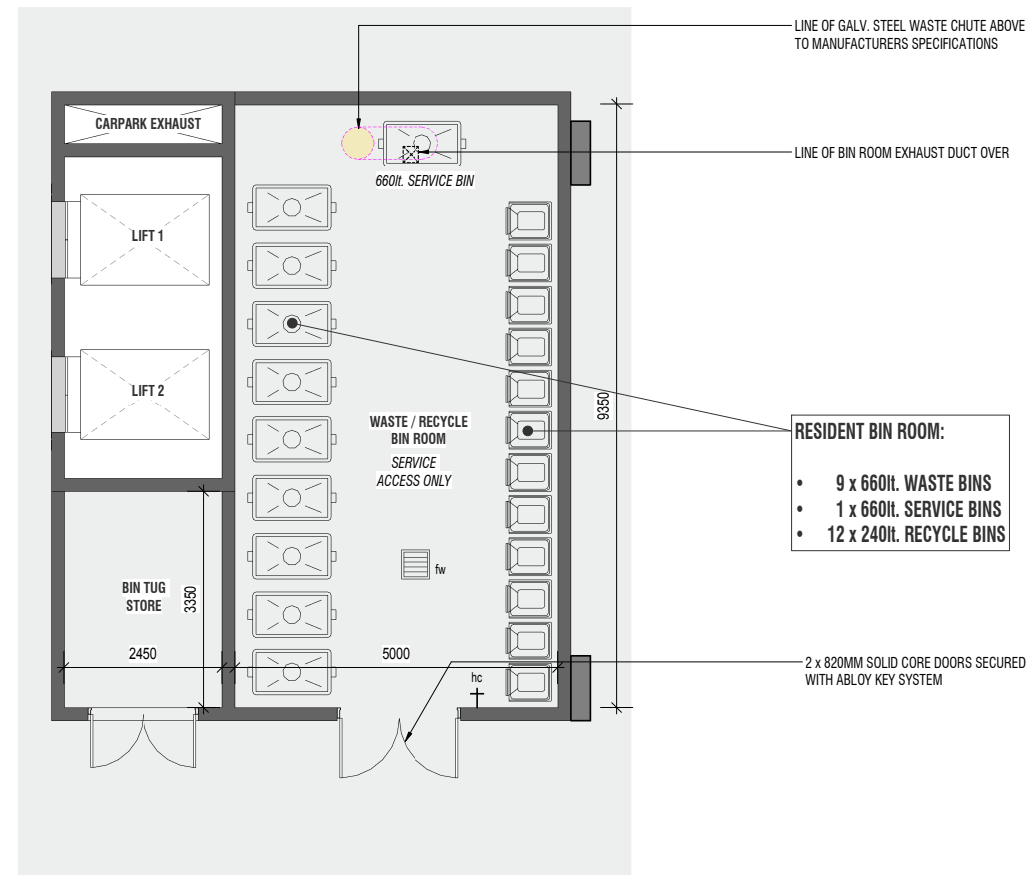 LINE OF GALV. STEEL WASTE CHUTE ABOVE
TO MANUFACTURERS SPECIFICATIONS
CARPARK EXHAUST
LINE OF BIN ROOM EXHAUST DUCT OVER
660lt. SERVICE BIN
LIFT 1
LIFT 2
WASTE / RECYCLE
BIN ROOM
SERVICE
ACCESS ONLY
9350
RESIDENT BIN ROOM:
• 9 x 660lt. WASTE BINS
• 1 x 660lt. SERVICE BINS
• 12 x 240lt. RECYCLE BINS
fw
BIN TUG
STORE
3350
2450
5000
hc
2 x 820MM SOLID CORE DOORS SECURED
WITH ABLOY KEY SYSTEM